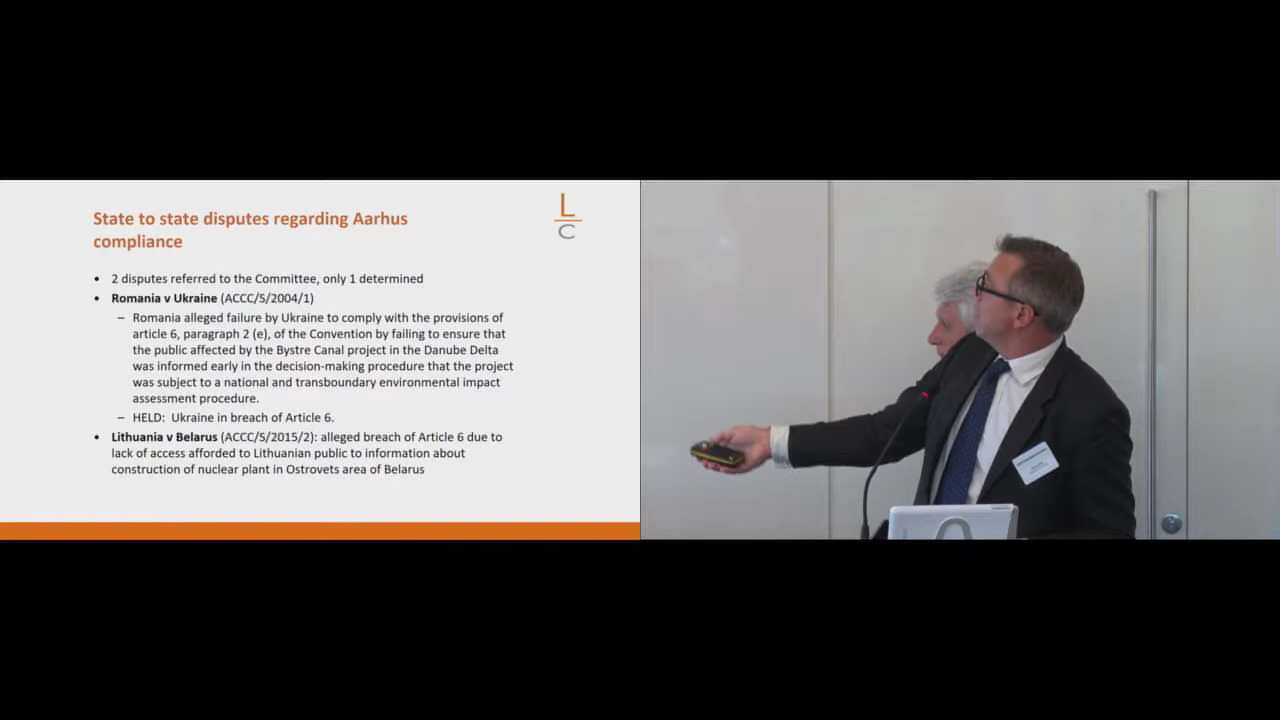 State to state disputes regarding Aarhus
compliance
L
C
• 2 disputes referred to the Committee, only 1 determined
• Romania v Ukraine (ACCC/S/2004/1)
– Romania alleged failure by Ukraine to comply with the provisions of
article 6, paragraph 2 (e), of the Convention by failing to ensure that
the public affected by the Bystre Canal project in the Danube Delta
was informed early in the decision-making procedure that the project
was subject to a national and transboundary environmental impact
assessment procedure.
– HELD:  Ukraine in breach of Article 6.
• Lithuania v Belarus (ACCC/S/2015/2): alleged breach of Article 6 due to
lack of access afforded to Lithuanian public to information about
construction of nuclear plant in Ostrovets area of Belarus